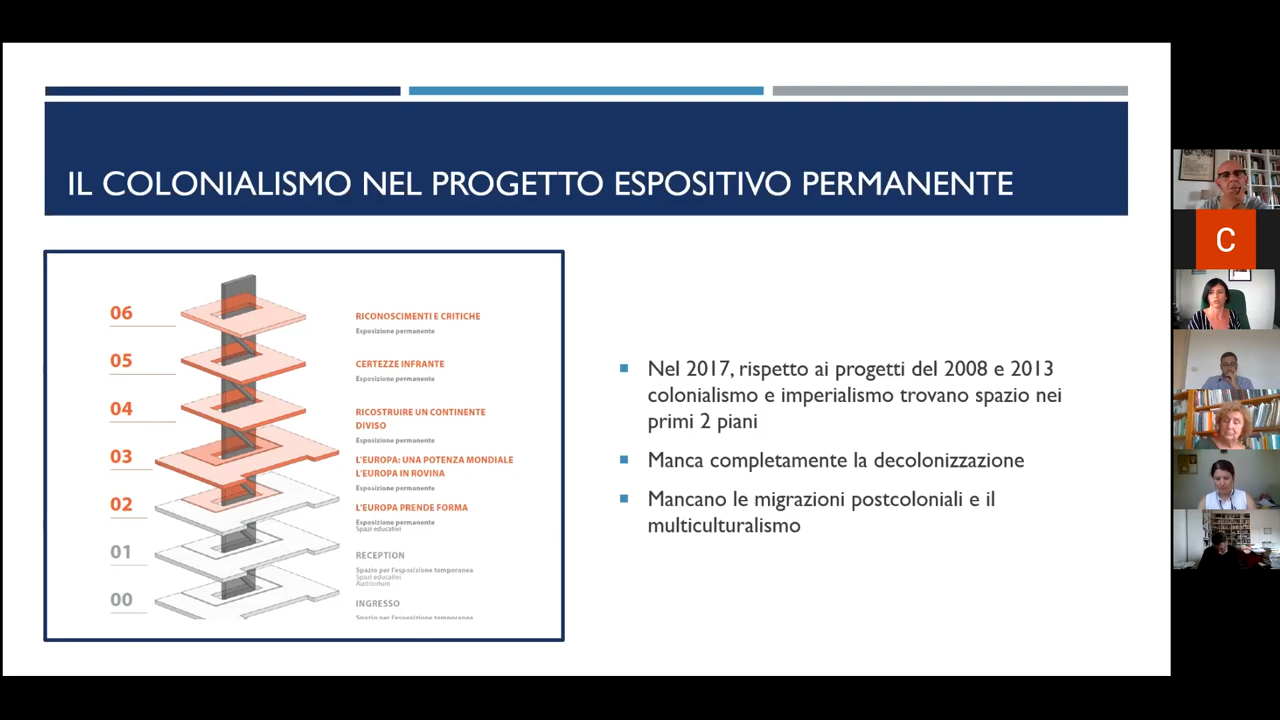 IL COLONIALISMO NEL PROGETTO ESPOSITIVO PERMANENTE
06
RICONOSCIMENTI E CRITICHE
Esposizione permanente
05
CERTEZZE INFRANTE
Esposizione permanente
04
RICOSTRUIRE UN CONTINENTE
DIVISO
Esposizione permanente
03
L'EUROPA: UNA POTENZA MONDIALE
L'EUROPA IN ROVINA
Esposizione permanente
02
L'EUROPA PRENDE FORMA
Esposizione permanente
Spazi educativi
01
RECEPTION
Spazio per l'esposizione temporanea
Spazi educativi
Auditorium
00
INGRESSO
Spazio per l'esposizione temporanea
Nel 2017, rispetto ai progetti del 2008 e 2013
colonialismo e imperialismo trovano spazio nei
primi 2 piani
Manca completamente la decolonizzazione
Mancano le migrazioni postcoloniali e il
multiculturalismo
C